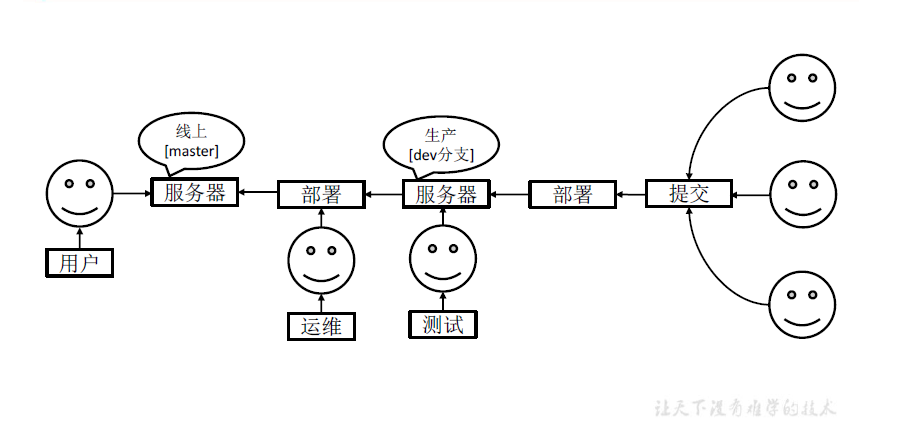 线上
[master]
生产
[dev分支]
服务器
部署
服务器
部署
提交
用户
运维
测试
让天下没有难学的技术